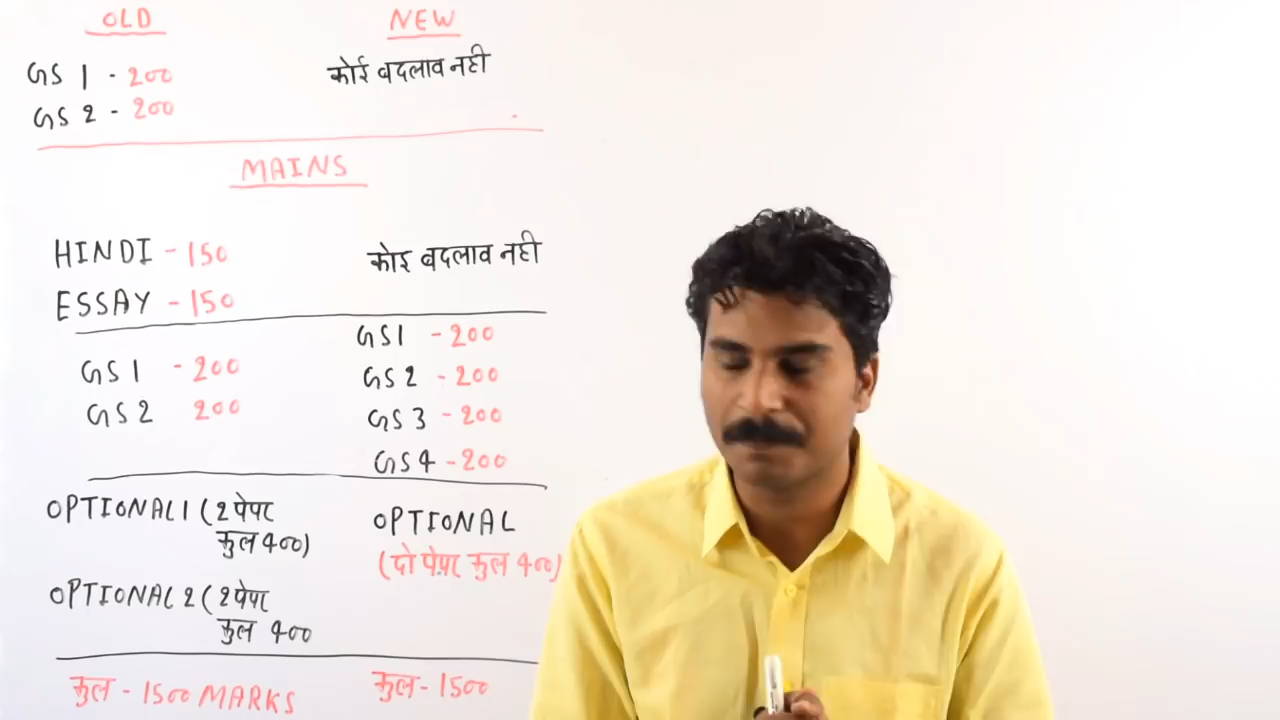 OLD NEW
GS 1 - 200 कोई बदलाव नही
GS 2 - 200
MAINS
HINDI - 150 कोइ बदलाव नही
ESSAY - 150
GS1 - 200
GS 1 - 200
GS 2 - 200
GS 2 200
GS 3 - 200
GS4 - 200
OPTIONAL1 (2 पेपर
कुल 400)
OPTIONAL
(दो पेपर कुल 400)
OPTIONAL 2 (2 पेपर
कुल 400
कुल - 1500 MARKS कुल - 1500